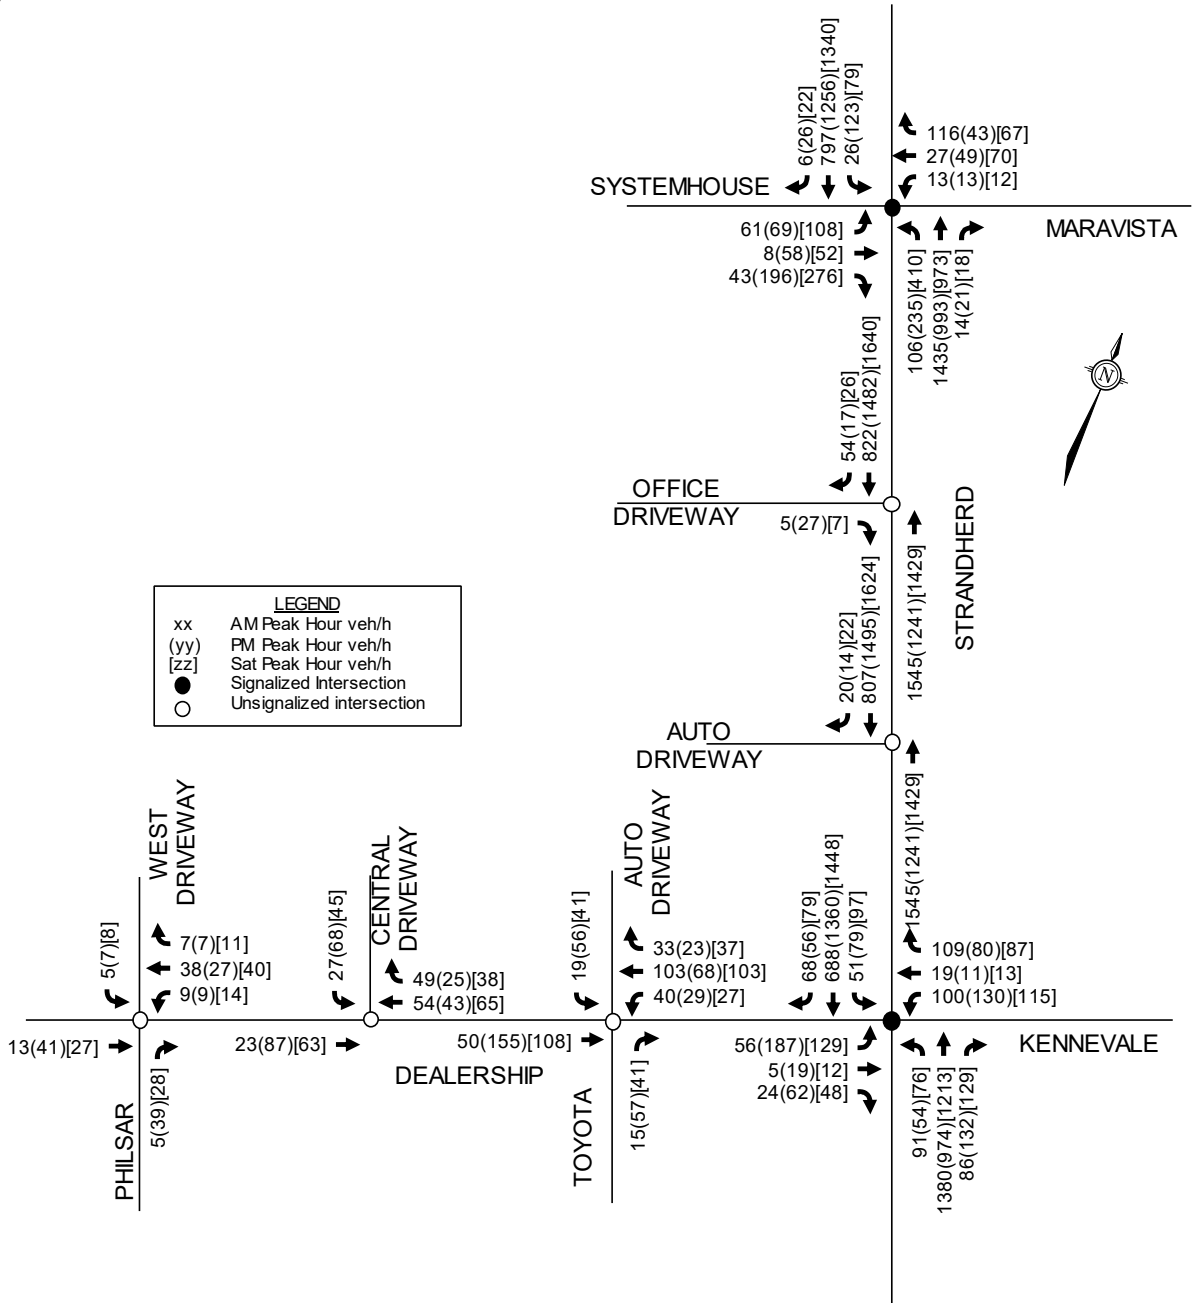 6(26)[22]
797(1256)[1340]
26(123)[79]
116(43)[67]
27(49)[70]
13(13)[12]
SYSTEMHOUSE
MARAVISTA
61(69)[108]
8(58)[52]
43(196)[276]
106(235)[410]
1435(993)[973]
14(21)[18]
N
54(17)[26]
822(1482)[1640]
OFFICE
DRIVEWAY
5(27)[7]
STRANDHERD
1545(1241)[1429]
LEGEND
xx AM Peak Hour veh/h
(yy) PM Peak Hour veh/h
[zz] Sat Peak Hour veh/h
Signalized Intersection
Unsignalized intersection
20(14)[22]
807(1495)[1624]
AUTO
DRIVEWAY
1545(1241)[1429]
WEST
DRIVEWAY
5(7)[8]
7(7)[11]
38(27)[40]
9(9)[14]
13(41)[27]
5(39)[28]
PHILSAR
CENTRAL
DRIVEWAY
27(68)[45]
49(25)[38]
54(43)[65]
23(87)[63]
DEALERSHIP
AUTO
DRIVEWAY
19(56)[41]
33(23)[37]
103(68)[103]
40(29)[27]
50(155)[108]
15(57)[41]
TOYOTA
68(56)[79]
688(1360)[1448]
51(79)[97]
109(80)[87]
19(11)[13]
100(130)[115]
KENNEVALE
56(187)[129]
5(19)[12]
24(62)[48]
91(54)[76]
1380(974)[1213]
86(132)[129]